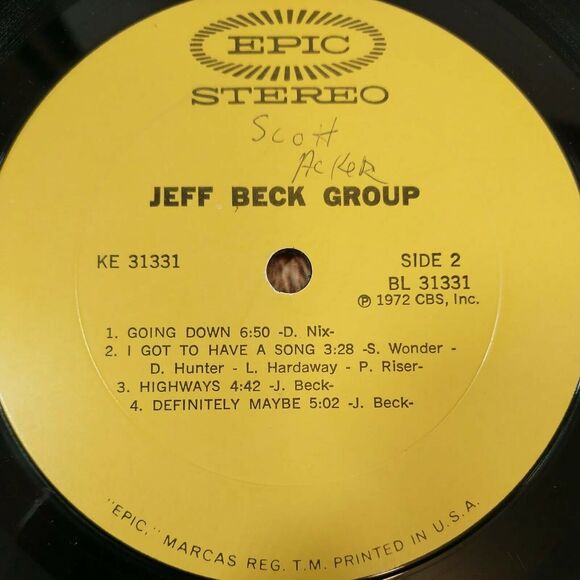 EPIC
STEREO
Scott
Acker
JEFF BECK GROUP
KE 31331
SIDE 2
BL 31331
Ⓟ 1972 CBS, Inc.
1. GOING DOWN 6:50 -D. Nix-
2. I GOT TO HAVE A SONG 3:28 -S. Wonder -
D. Hunter - L. Hardaway - P. Riser-
3. HIGHWAYS 4:42 -J. Beck-
4. DEFINITELY MAYBE 5:02 -J. Beck-
"EPIC," MARCAS REG. T.M. PRINTED IN U.S.A.